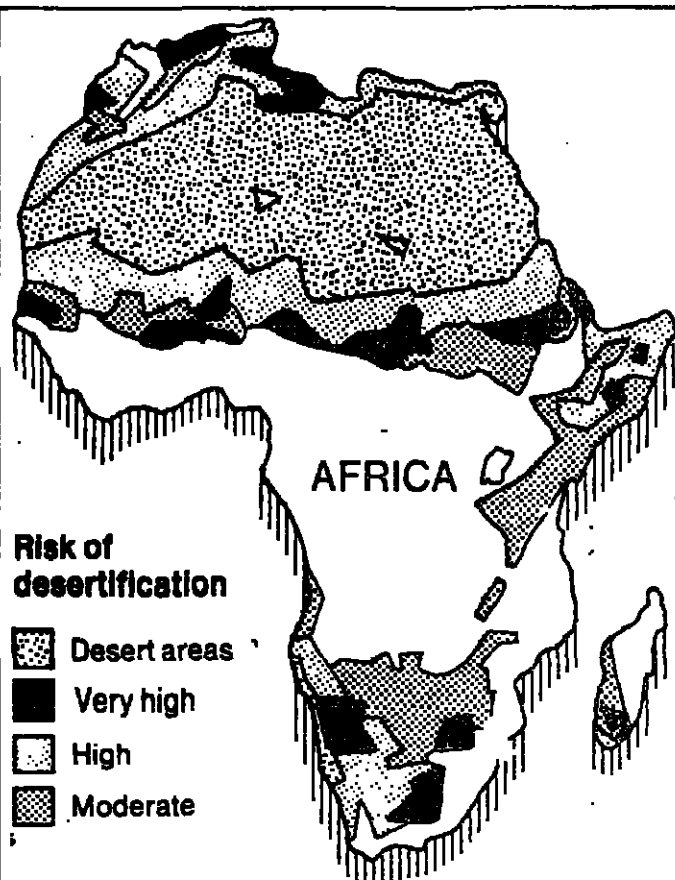 AFRICA
Risk of
desertification
Desert areas
Very high
High
Moderate